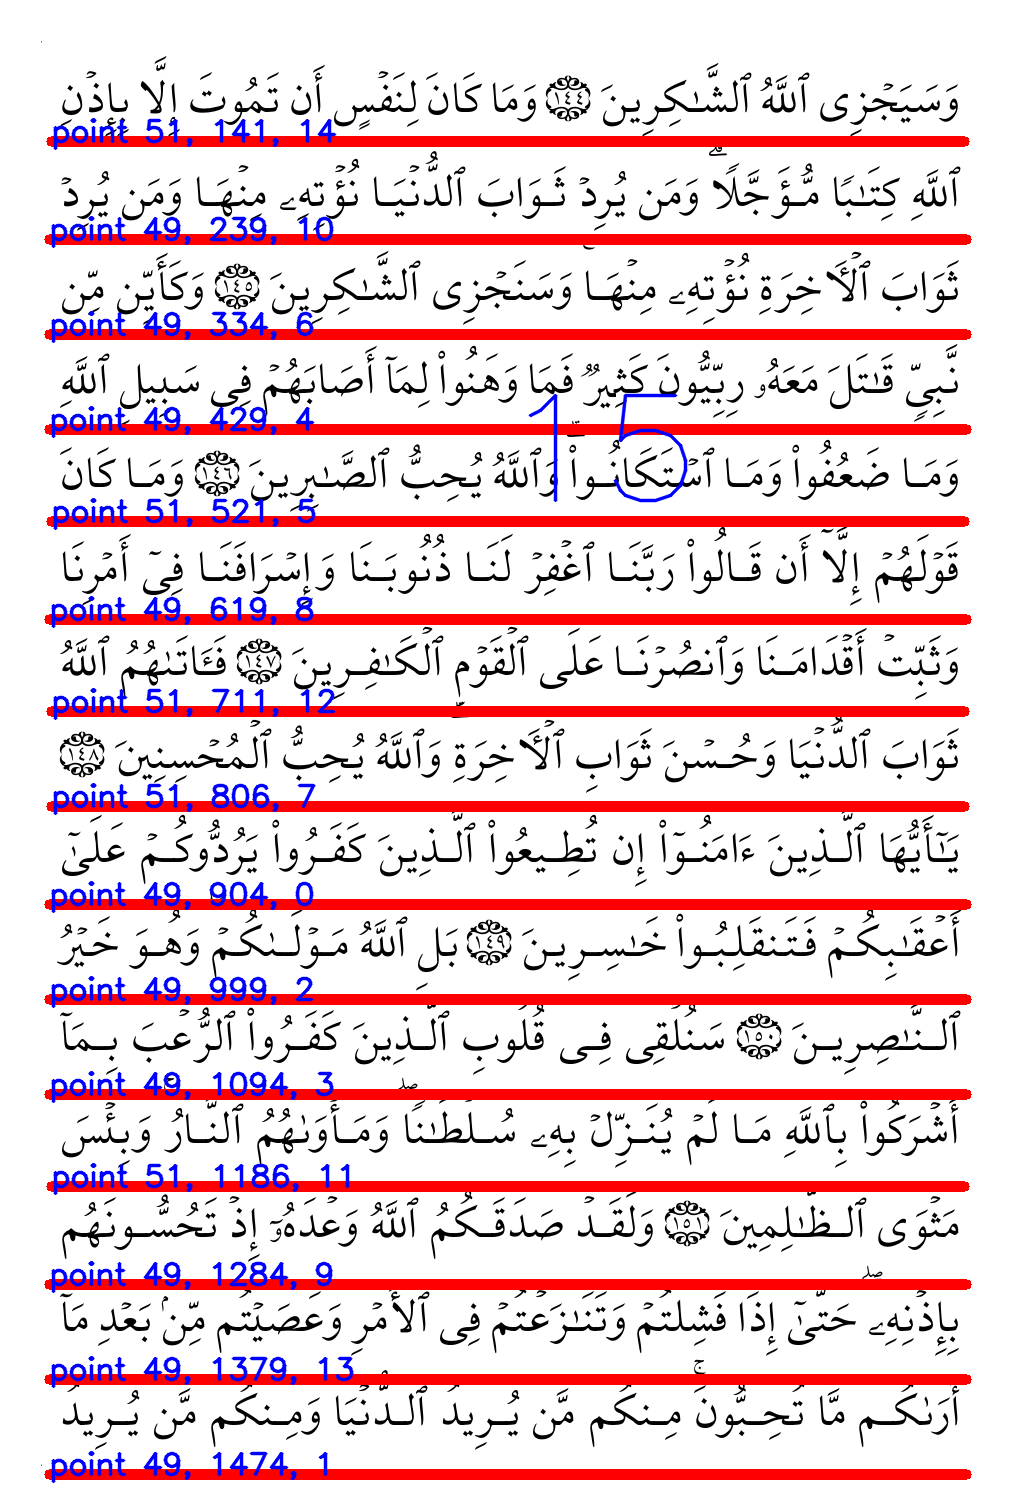 وَسَيَجْزِى ٱللَّهُ ٱلشَّـٰكِرِينَ ١٤٤ وَمَا كَانَ لِنَفْسٍ أَن تَمُوتَ إِلَّا بِإِذْنِ
point 51, 141, 14
ٱللَّهِ كِتَـٰبًا مُّؤَجَّلًا ۗ وَمَن يُرِدْ ثَوَابَ ٱلدُّنْيَا نُؤْتِهِۦ مِنْهَا وَمَن يُرِدْ
point 49, 239, 10
ثَوَابَ ٱلْـَٔاخِرَةِ نُؤْتِهِۦ مِنْهَا ۚ وَسَنَجْزِى ٱلشَّـٰكِرِينَ ١٤٥ وَكَأَيِّن مِّن
point 49, 334, 6
نَّبِىٍّ قَـٰتَلَ مَعَهُۥ رِبِّيُّونَ كَثِيرٌ فَمَا وَهَنُوا۟ لِمَآ أَصَابَهُمْ فِى سَبِيلِ ٱللَّهِ
point 49, 429, 4
15
وَمَا ضَعُفُوا۟ وَمَا ٱسْتَكَانُوا۟ ۗ وَٱللَّهُ يُحِبُّ ٱلصَّـٰبِرِينَ ١٤٦ وَمَا كَانَ
point 51, 521, 5
قَوْلَهُمْ إِلَّآ أَن قَالُوا۟ رَبَّنَا ٱغْفِرْ لَنَا ذُنُوبَنَا وَإِسْرَافَنَا فِىٓ أَمْرِنَا
point 49, 619, 8
وَثَبِّتْ أَقْدَامَنَا وَٱنصُرْنَا عَلَى ٱلْقَوْمِ ٱلْكَـٰفِرِينَ ١٤٧ فَـَٔاتَىٰهُمُ ٱللَّهُ
point 51, 711, 12
ثَوَابَ ٱلدُّنْيَا وَحُسْنَ ثَوَابِ ٱلْـَٔاخِرَةِ ۗ وَٱللَّهُ يُحِبُّ ٱلْمُحْسِنِينَ ١٤٨
point 51, 806, 7
يَـٰٓأَيُّهَا ٱلَّذِينَ ءَامَنُوٓا۟ إِن تُطِيعُوا۟ ٱلَّذِينَ كَفَرُوا۟ يَرُدُّوكُمْ عَلَىٰٓ
point 49, 904, 0
أَعْقَـٰبِكُمْ فَتَنقَلِبُوا۟ خَـٰسِرِينَ ١٤٩ بَلِ ٱللَّهُ مَوْلَىٰكُمْ وَهُوَ خَيْرُ
point 49, 999, 2
ٱلنَّـٰصِرِينَ ١٥٠ سَنُلْقِى فِى قُلُوبِ ٱلَّذِينَ كَفَرُوا۟ ٱلرُّعْبَ بِمَآ
point 49, 1094, 3
أَشْرَكُوا۟ بِٱللَّهِ مَا لَمْ يُنَزِّلْ بِهِۦ سُلْطَـٰنًا ۖ وَمَأْوَىٰهُمُ ٱلنَّارُ ۚ وَبِئْسَ
point 51, 1186, 11
مَثْوَى ٱلظَّـٰلِمِينَ ١٥١ وَلَقَدْ صَدَقَكُمُ ٱللَّهُ وَعْدَهُۥٓ إِذْ تَحُسُّونَهُم
point 49, 1284, 9
بِإِذْنِهِۦ ۖ حَتَّىٰٓ إِذَا فَشِلْتُمْ وَتَنَـٰزَعْتُمْ فِى ٱلْأَمْرِ وَعَصَيْتُم مِّنۢ بَعْدِ مَآ
point 49, 1379, 13
أَرَىٰكُم مَّا تُحِبُّونَ ۚ مِنكُم مَّن يُرِيدُ ٱلدُّنْيَا وَمِنكُم مَّن يُرِيدُ
point 49, 1474, 1